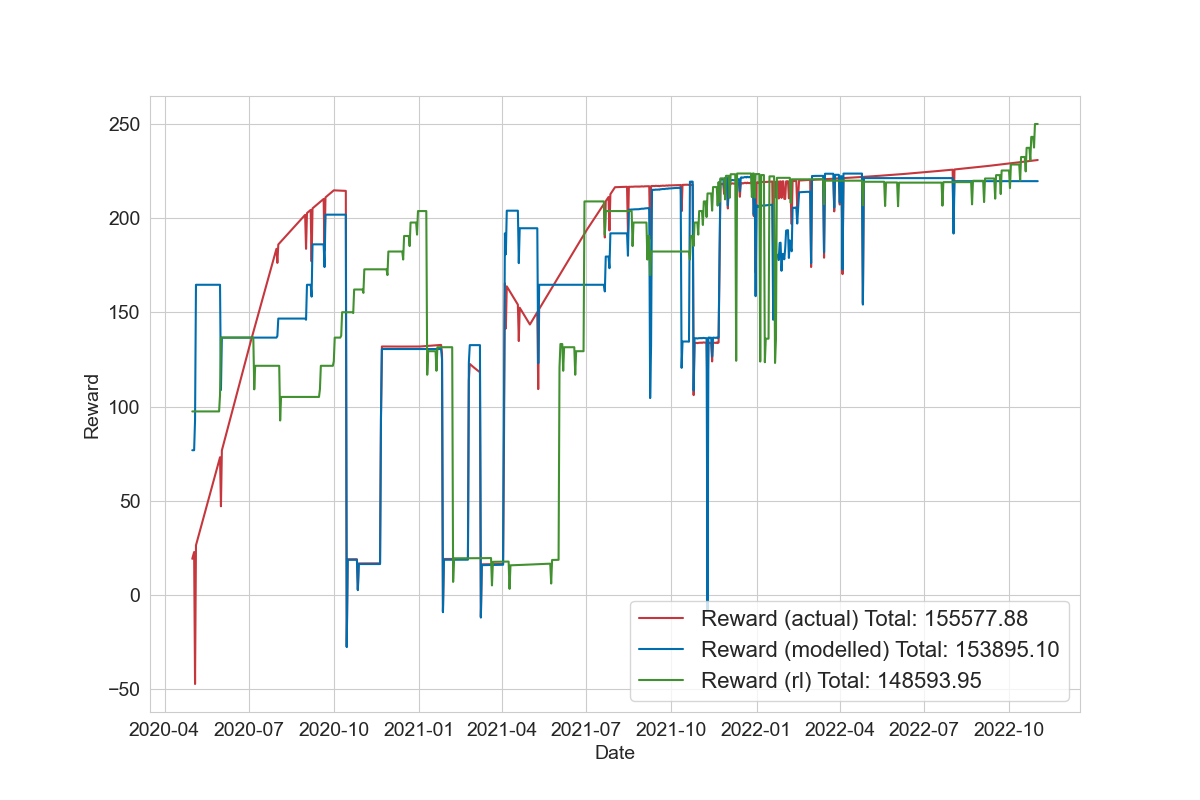 250
200
150
100
50
0
−50
Reward
2020-04 2020-07 2020-10 2021-01 2021-04 2021-07 2021-10 2022-01 2022-04 2022-07 2022-10
Date
Reward (actual) Total: 155577.88
Reward (modelled) Total: 153895.10
Reward (rl) Total: 148593.95